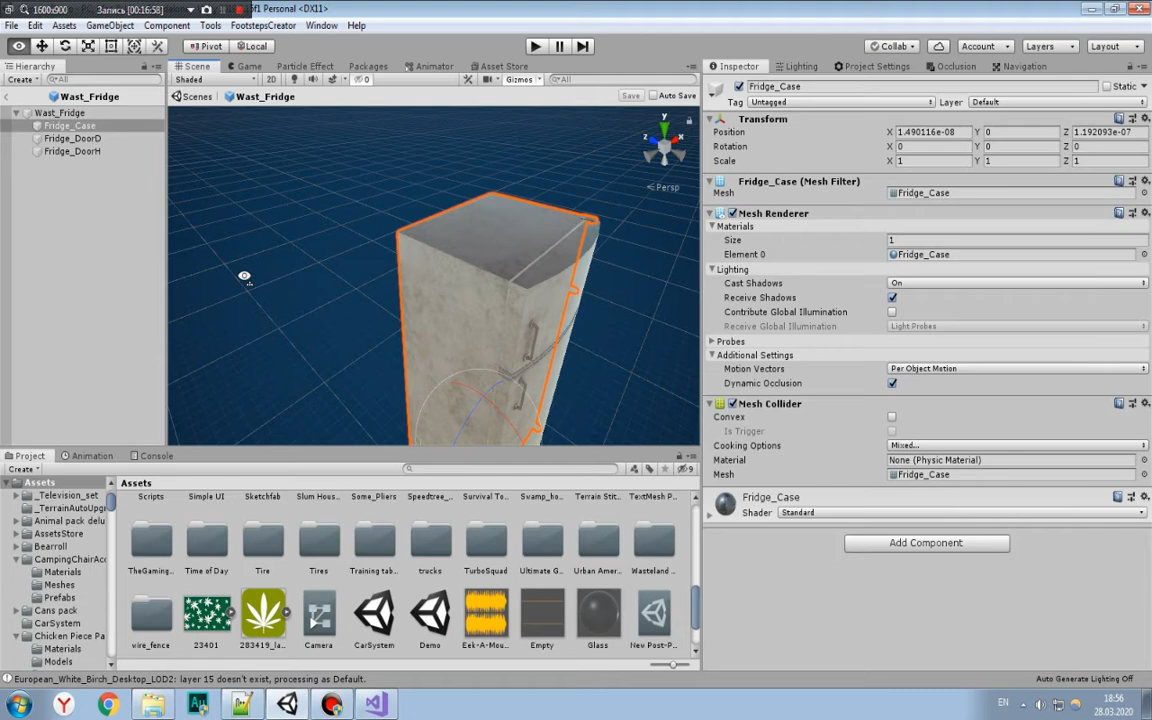 1600x900 Запись [00:16:58] 5f1 Personal <DX11>
File Edit Assets GameObject Component Tools FootstepsCreator Window Help
Pivot Local Collab Account Layers Layout
Hierarchy Scene Game Particle Effect Packages Animator Asset Store Inspector Lighting Project Settings Occlusion Navigation
Create All Shaded 2D 0 Gizmos All Fridge_Case Static
Wast_Fridge Scenes Wast_Fridge Save Auto Save Tag Untagged Layer Default
Wast_Fridge
Fridge_Case
Fridge_DoorD
Fridge_DoorH
y
x
z
Persp
Transform
Position X 1.490116e-08 Y 0 Z 1.192093e-07
Rotation X 0 Y 0 Z 0
Scale X 1 Y 1 Z 1
Fridge_Case (Mesh Filter)
Mesh Fridge_Case
Mesh Renderer
Materials
Size 1
Element 0 Fridge_Case
Lighting
Cast Shadows On
Receive Shadows
Contribute Global Illumination
Receive Global Illumination Light Probes
Probes
Additional Settings
Motion Vectors Per Object Motion
Dynamic Occlusion
Mesh Collider
Convex
Is Trigger
Cooking Options Mixed...
Material None (Physic Material)
Mesh Fridge_Case
Fridge_Case
Shader Standard
Add Component
Project Animation Console
Create 9
Assets
_Television_set
_TerrainAutoUpgr
Animal pack delu
AssetsStore
Bearroll
CampingChairAcc
Materials
Meshes
Prefabs
Cans pack
CarSystem
Chicken Piece Pa
Materials
Models
Assets
Scripts Simple UI Sketchfab Slum Hous... Some_Pliers Speedtree_... Survival To... Swamp_ho... Terrain Stit... TextMesh P...
TheGaming... Time of Day Tire Tires Training tab... trucks TurboSquad Ultimate G... Urban Amer... Wasteland ...
vire_fence 23401 283419_la... Camera CarSystem Demo Eek-A-Mou... Empty Glass New Post-P...
European_White_Birch_Desktop_LOD2: layer 15 doesn't exist, processing as Default. Auto Generate Lighting Off
EN 18:56
28.03.2020